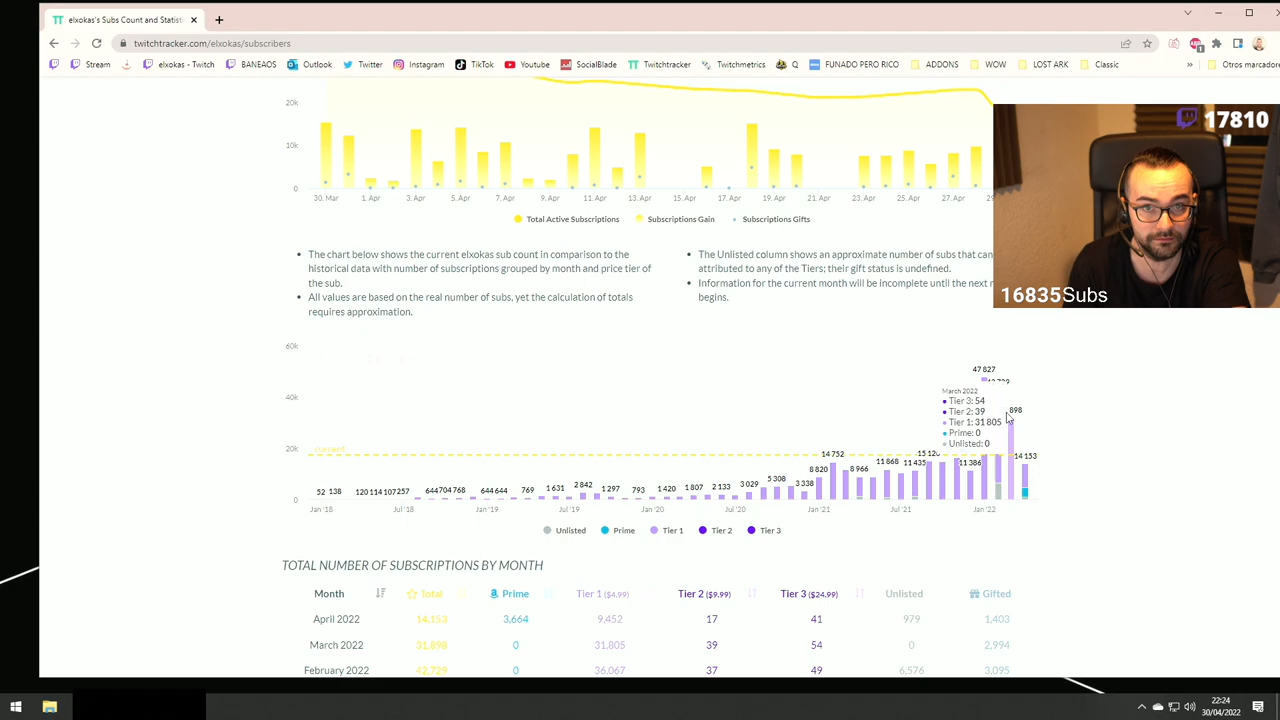 elxokas's Subs Count and Statist
twitchtracker.com/elxokas/subscribers
Stream
elxokas - Twitch
BANEAOS
Outlook
Twitter
Instagram
TikTok
Youtube
SocialBlade
Twitchtracker
Twitchmetrics
Q
FUNADO PERO RICO
ADDONS
WOW
LOST ARK
Classic
»
Otros marcadore
17810
16835Subs
20k
10k
0
30. Mar 1. Apr 3. Apr 5. Apr 7. Apr 9. Apr 11. Apr 13. Apr 15. Apr 17. Apr 19. Apr 21. Apr 23. Apr 25. Apr 27. Apr 29
Total Active Subscriptions Subscriptions Gain Subscriptions Gifts
The chart below shows the current elxokas sub count in comparison to the
historical data with number of subscriptions grouped by month and price tier of
the sub.
All values are based on the real number of subs, yet the calculation of totals
requires approximation.
The Unlisted column shows an approximate number of subs that can
attributed to any of the Tiers; their gift status is undefined.
Information for the current month will be incomplete until the next m
begins.
60k
40k
20k
0
current
47 827
March 2022
Tier 3: 54
Tier 2: 39
Tier 1: 31 805
Prime: 0
Unlisted: 0
898
14 153
52 138 120 114 107 257 644 704 768 644 644 769 1 631 2 842 1 297 793 1 420 1 807 2 133 3 029 5 308 3 338 8 820 14 752 8 966 11 868 11 435 11 386
Jan '18 Jul '18 Jan '19 Jul '19 Jan '20 Jul '20 Jan '21 Jul '21 Jan '22
Unlisted Prime Tier 1 Tier 2 Tier 3
TOTAL NUMBER OF SUBSCRIPTIONS BY MONTH
Month Total Prime Tier 1 ($4.99) Tier 2 ($9.99) Tier 3 ($24.99) Unlisted Gifted
April 2022 14,153 3,664 9,452 17 41 979 1,403
March 2022 31,898 0 31,805 39 54 0 2,994
February 2022 42,729 0 36,067 37 49 6,576 3,095
22:24
30/04/2022